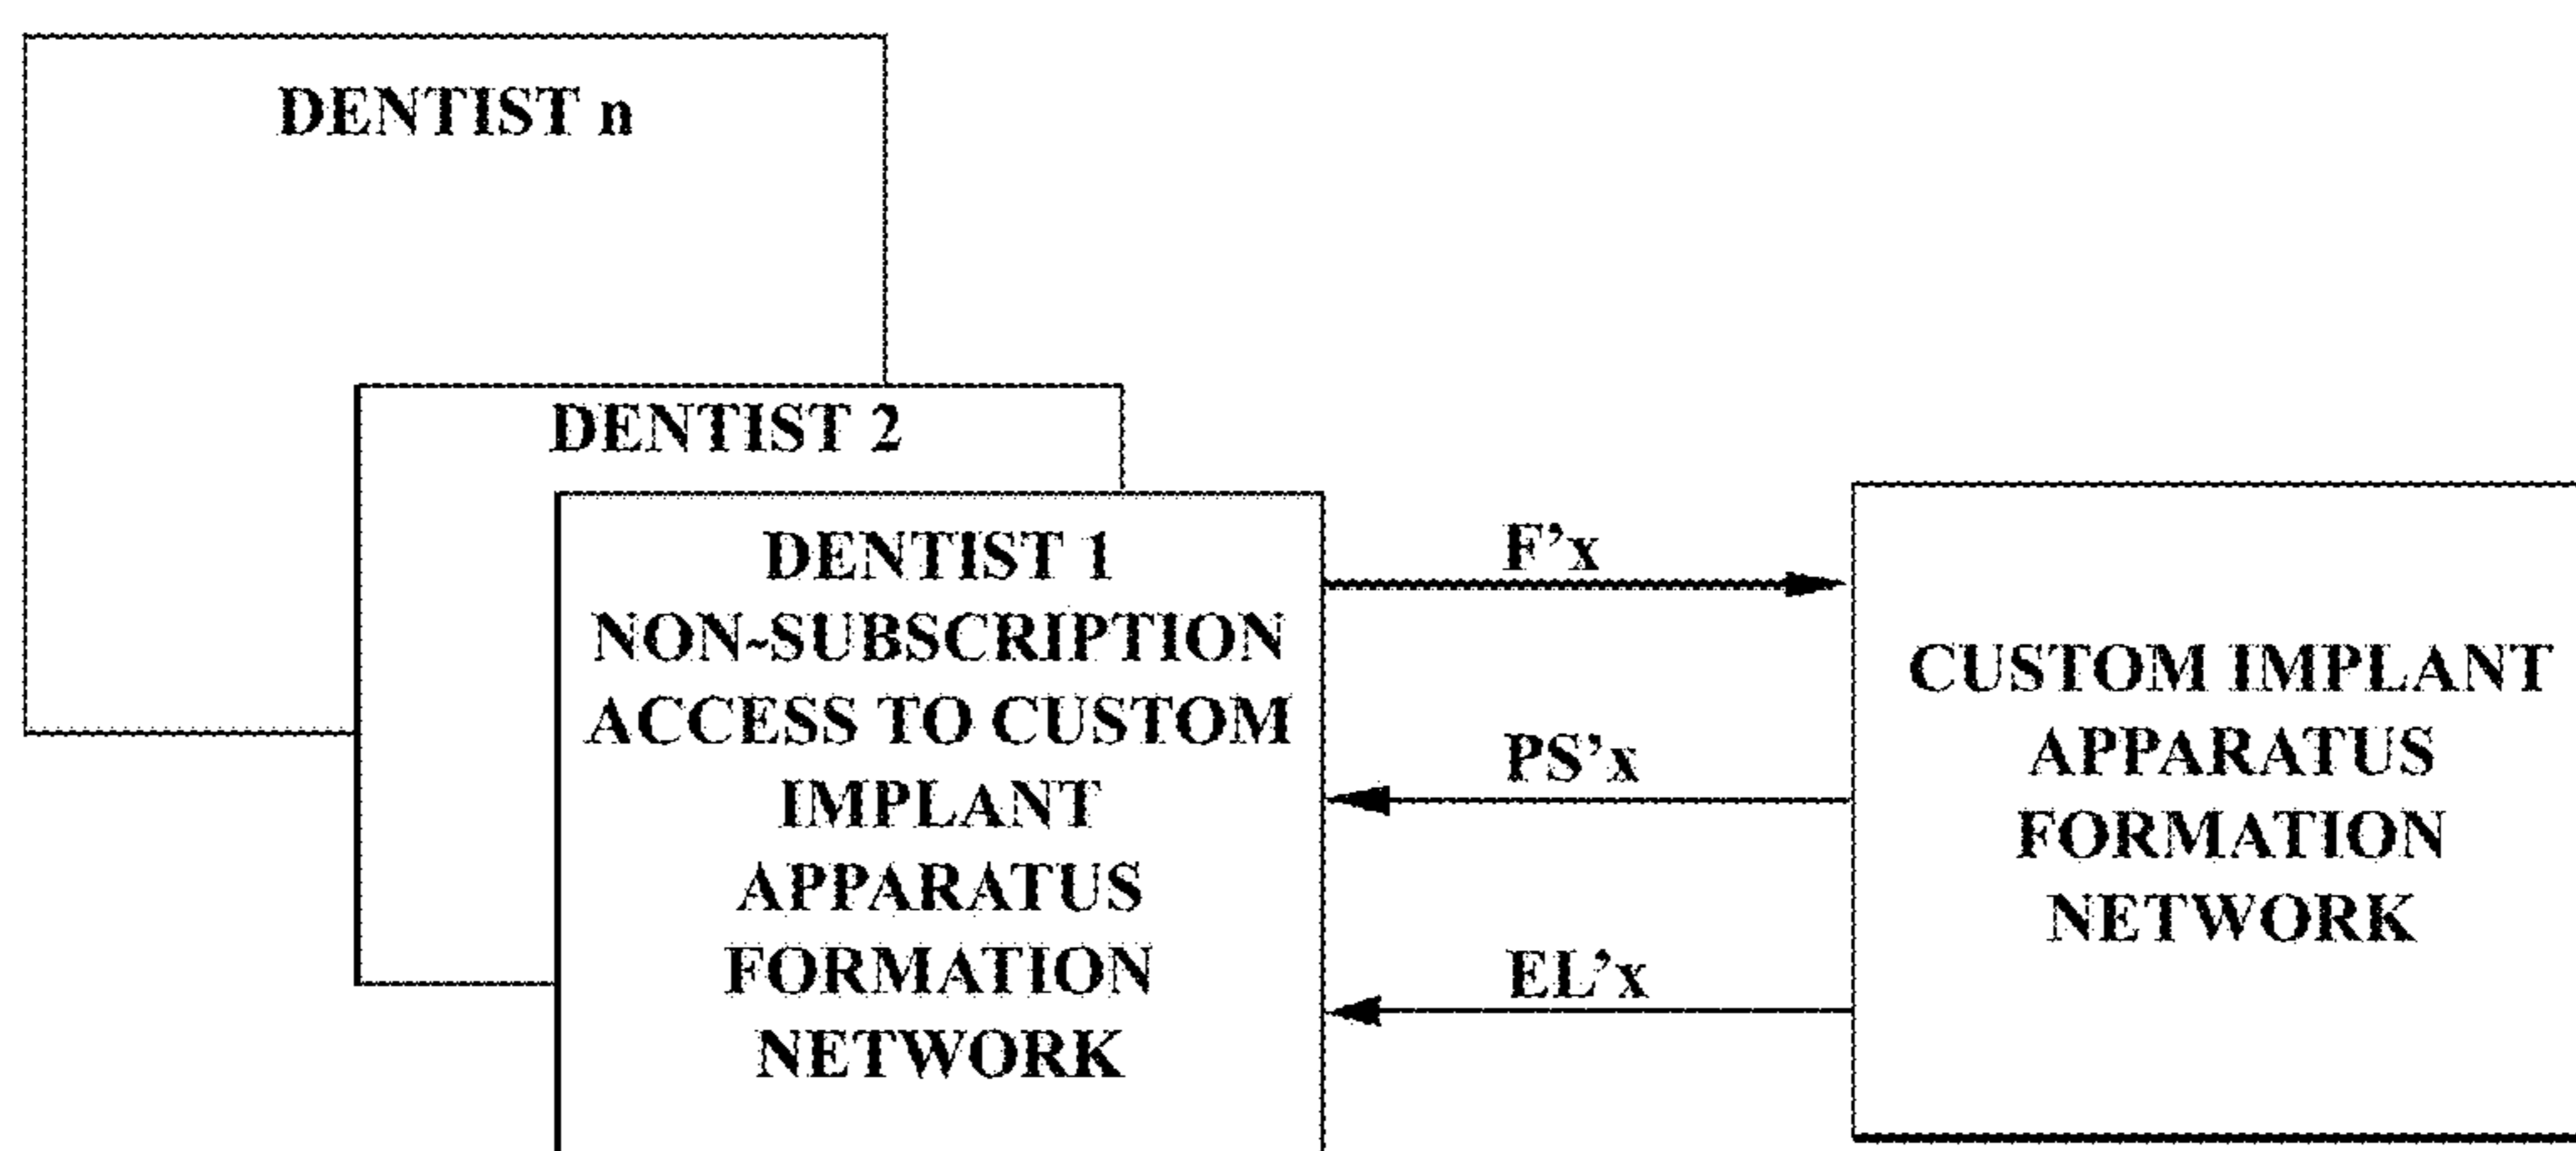 DENTIST n
DENTIST 2
DENTIST 1
NON-SUBSCRIPTION
ACCESS TO CUSTOM
IMPLANT
APPARATUS
FORMATION
NETWORK
F'x
PS'x
EL'x
CUSTOM IMPLANT
APPARATUS
FORMATION
NETWORK